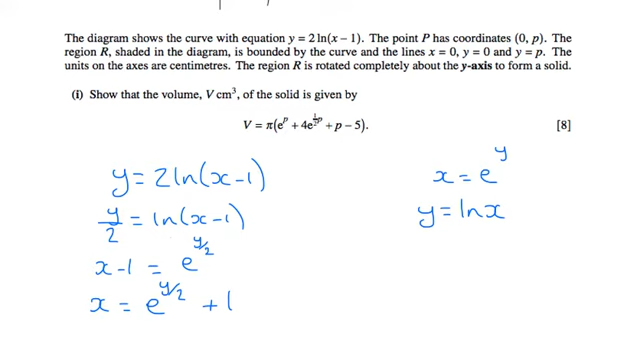 The diagram shows the curve with equation y = 2 ln(x − 1). The point P has coordinates (0, p). The
region R, shaded in the diagram, is bounded by the curve and the lines x = 0, y = 0 and y = p. The
units on the axes are centimetres. The region R is rotated completely about the y-axis to form a solid.
(i) Show that the volume, V cm³, of the solid is given by
V = π(e^p + 4e^{½p} + p − 5). [8]
y = 2 ln(x − 1)
y/2 = ln(x − 1)
x − 1 = e^{y/2}
x = e^{y/2} + 1
x = e^y
y = ln x